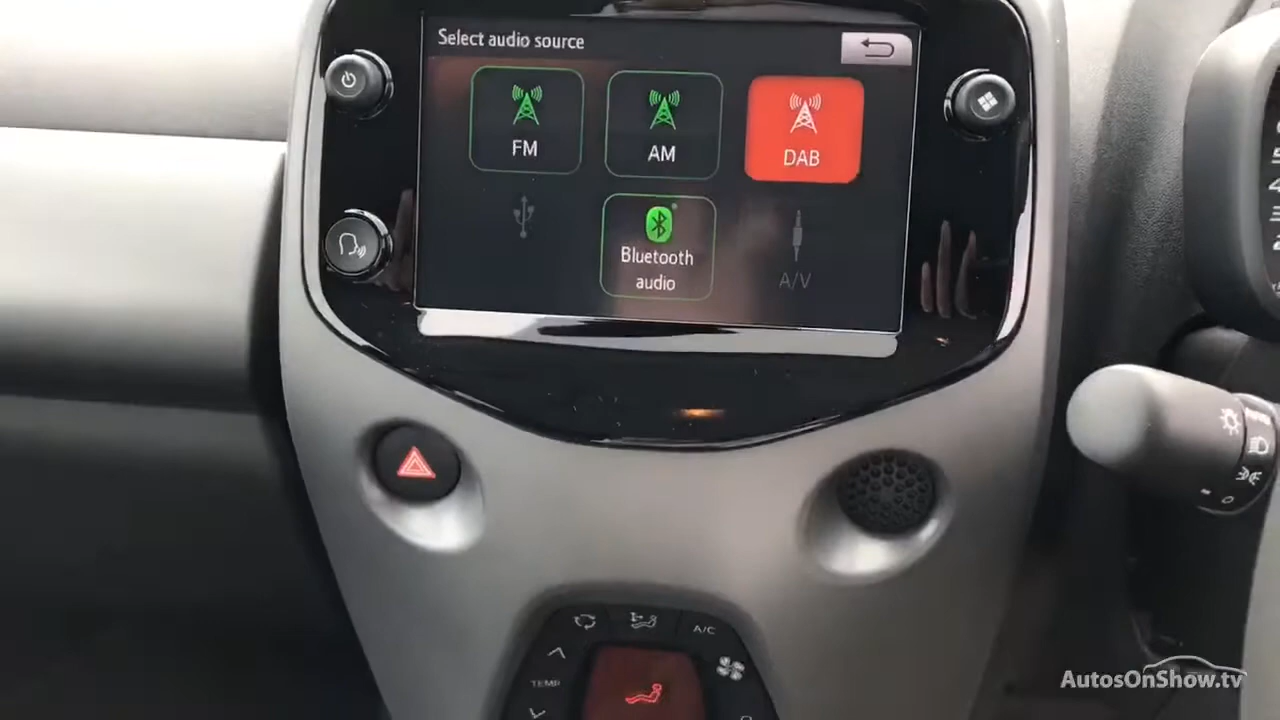 Select audio source
FM
AM
DAB
Bluetooth
audio
A/V
A/C
TEMP
AutosOnShow.tv